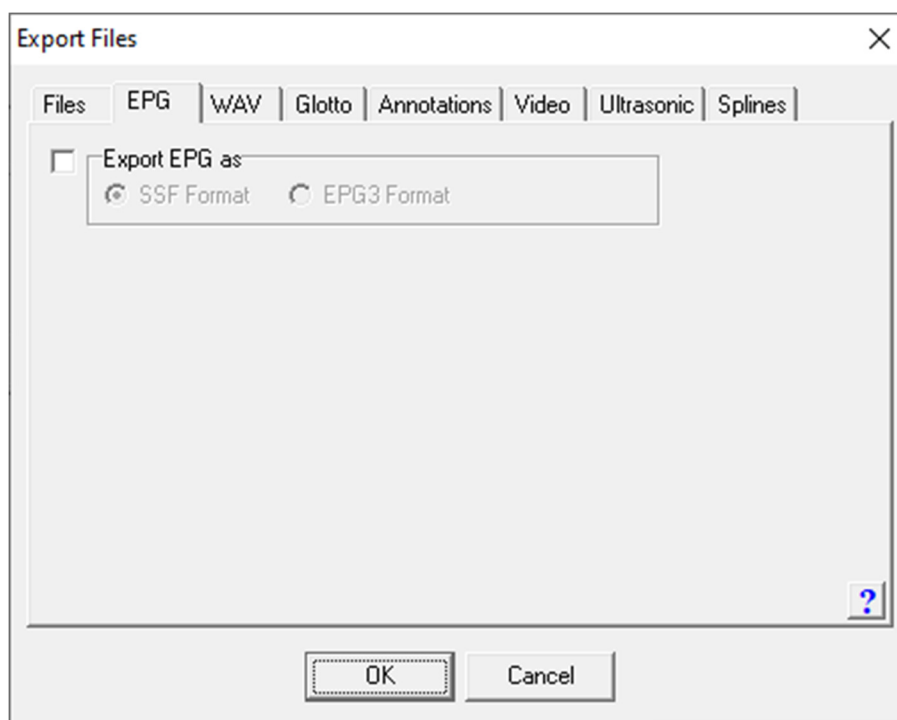 Export Files
Files EPG WAV Glotto Annotations Video Ultrasonic Splines
Export EPG as
SSF Format EPG3 Format
?
OK Cancel